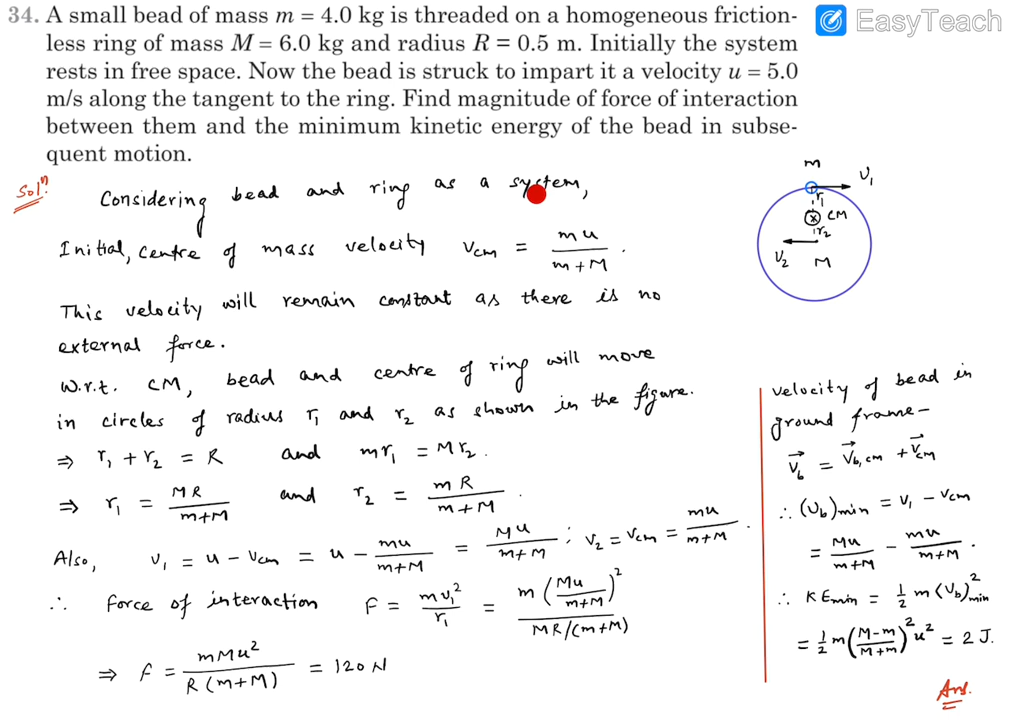 34. A small bead of mass m = 4.0 kg is threaded on a homogeneous friction-
less ring of mass M = 6.0 kg and radius R = 0.5 m. Initially the system
rests in free space. Now the bead is struck to impart it a velocity u = 5.0
m/s along the tangent to the ring. Find magnitude of force of interaction
between them and the minimum kinetic energy of the bead in subse-
quent motion.
EasyTeach
Solⁿ.
Considering bead and ring as a system,
Initial, centre of mass velocity v_cm = mu/(m+M).
This velocity will remain constant as there is no
external force.
W.r.t. CM, bead and centre of ring will move
in circles of radius r₁ and r₂ as shown in the figure.
⇒ r₁ + r₂ = R and mr₁ = Mr₂.
⇒ r₁ = MR/(m+M) and r₂ = mR/(m+M).
Also, v₁ = u - v_cm = u - mu/(m+M) = Mu/(m+M) ; v₂ = v_cm = mu/(m+M).
∴ force of interaction F = mv₁²/r₁ = m(Mu/(m+M))²/(MR/(m+M))
⇒ F = mMu²/(R(m+M)) = 120 N
m
v₁
r₁
CM
r₂
v₂
M
velocity of bead in
ground frame-
v⃗_b = v⃗_b,cm + v⃗_cm
∴ (v_b)min = v₁ - v_cm
= Mu/(m+M) - mu/(m+M).
∴ KEmin = ½ m (v_b)²min
= ½ m ((M-m)/(M+m))² u² = 2 J.
Ans.